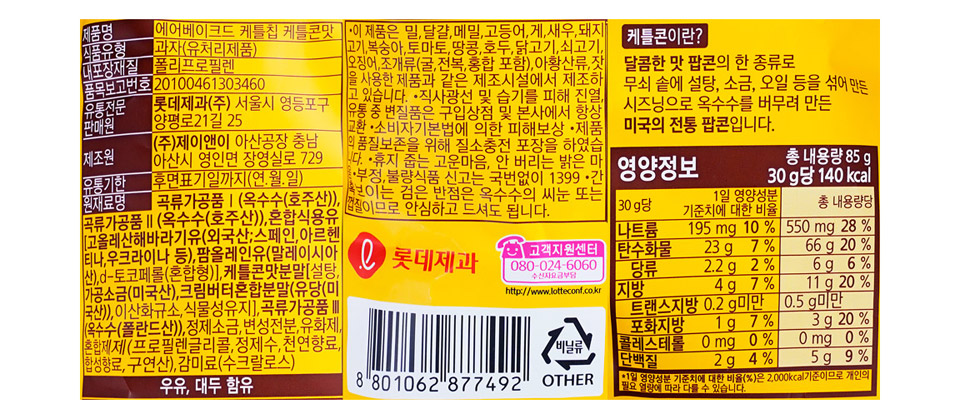 제품명 에어베이크드 케틀칩 케틀콘맛
식품유형 과자(유처리제품)
내포장재질 폴리프로필렌
품목보고번호 20100461303460
유통전문 판매원 롯데제과(주) 서울시 영등포구
양평로21길 25
제조원 (주)제이앤이 아산공장 충남
아산시 영인면 장영실로 729
유통기한 후면표기일까지(연.월.일)
원재료명 곡류가공품Ⅰ(옥수수(호주산)),
곡류가공품Ⅱ(옥수수(호주산)),혼합식용유
[고올레산해바라기유(외국산;스페인,아르헨
티나,우크라이나 등),팜올레인유(말레이시아
산),d-토코페롤(혼합형)],케틀콘맛분말[설탕,
가공소금(미국산),크림버터혼합분말(유당(미
국산)),이산화규소,식물성유지],곡류가공품Ⅲ
(옥수수(폴란드산)),정제소금,변성전분,유화제,
혼합제제(프로필렌글리콜,정제수,천연향료,
합성향료,구연산),감미료(수크랄로스)
우유, 대두 함유
•이 제품은 밀,달걀,메밀,고등어,게,새우,돼지
고기,복숭아,토마토,땅콩,호두,닭고기,쇠고기,
오징어,조개류(굴,전복,홍합 포함),아황산류,잣
을 사용한 제품과 같은 제조시설에서 제조하
고 있습니다. •직사광선 및 습기를 피해 진열,
유통 중 변질품은 구입상점 및 본사에서 항상
교환 •소비자기본법에 의한 피해보상 •제품
의 품질보존을 위해 질소충전 포장을 하였습니
다. •휴지 줍는 고운마음, 안 버리는 밝은 마
음 •부정,불량식품 신고는 국번없이 1399 •간
혹 보이는 검은 반점은 옥수수의 씨눈 또는
껍질이므로 안심하고 드셔도 됩니다.
롯데제과
고객지원센터
080-024-6060
수신자요금부담
http://www.lotteconf.co.kr
8 801062 877492
비닐류
OTHER
케틀콘이란?
달콤한 맛 팝콘의 한 종류로
무쇠 솥에 설탕, 소금, 오일 등을 섞어 만든
시즈닝으로 옥수수를 버무려 만든
미국의 전통 팝콘입니다.
영양정보 총 내용량 85 g
30 g당 140 kcal
30 g당 1일 영양성분 기준치에 대한 비율 총 내용량당
나트륨 195 mg 10 % 550 mg 28 %
탄수화물 23 g 7 % 66 g 20 %
당류 2.2 g 2 % 6 g 6 %
지방 4 g 7 % 11 g 20 %
트랜스지방 0.2 g미만 0.5 g미만
포화지방 1 g 7 % 3 g 20 %
콜레스테롤 0 mg 0 % 0 mg 0 %
단백질 2 g 4 % 5 g 9 %
*1일 영양성분 기준치에 대한 비율(%)은 2,000kcal기준이므로 개인의
필요 열량에 따라 다를 수 있습니다.